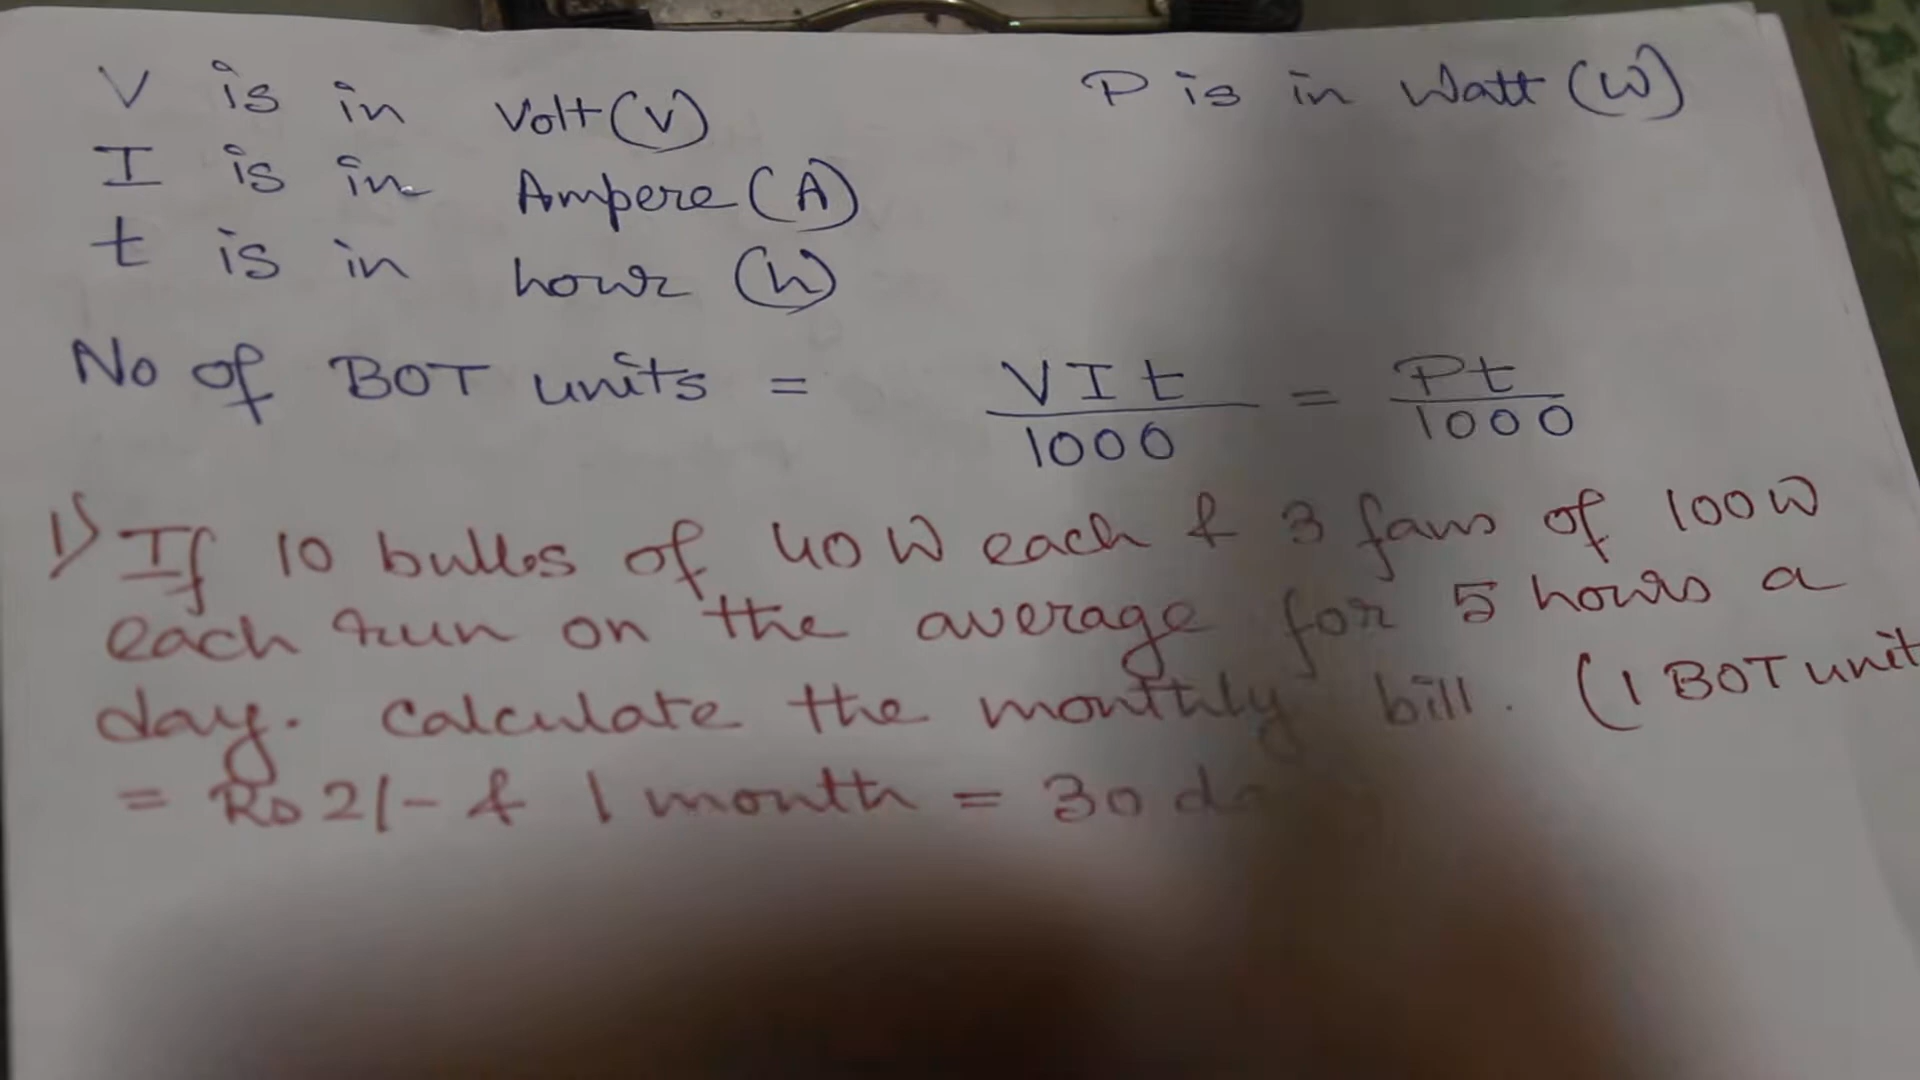 V is in Volt (V)
P is in Watt (W)
I is in Ampere (A)
t is in hour (h)
No of BOT units = VIt/1000 = Pt/1000
1) If 10 bulbs of 40 W each & 3 fans of 100 W
each run on the average for 5 hours a
day. Calculate the monthly bill. (1 BOT unit
= Rs 2/- & 1 month = 30